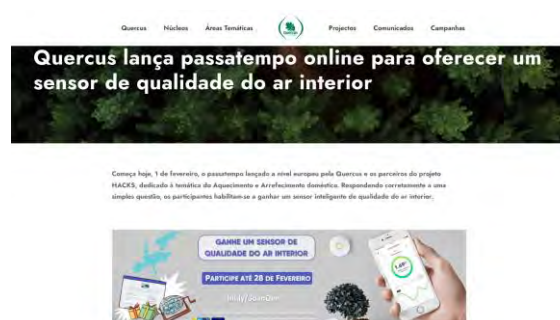 Quercus Núcleos Áreas Temáticas Projectos Comunicados Campanhas
Quercus lança passatempo online para oferecer um
sensor de qualidade do ar interior
Começa hoje, 1 de fevereiro, o passatempo lançado a nível europeu pela Quercus e os parceiros do projeto
HACKS, dedicado à temática do Aquecimento e Arrefecimento doméstico. Respondendo corretamente a uma
simples questão, os participantes habilitam-se a ganhar um sensor inteligente de qualidade do ar interior.
GANHE UM SENSOR DE
QUALIDADE DO AR INTERIOR
PARTICIPE ATÉ 28 DE FEVEREIRO